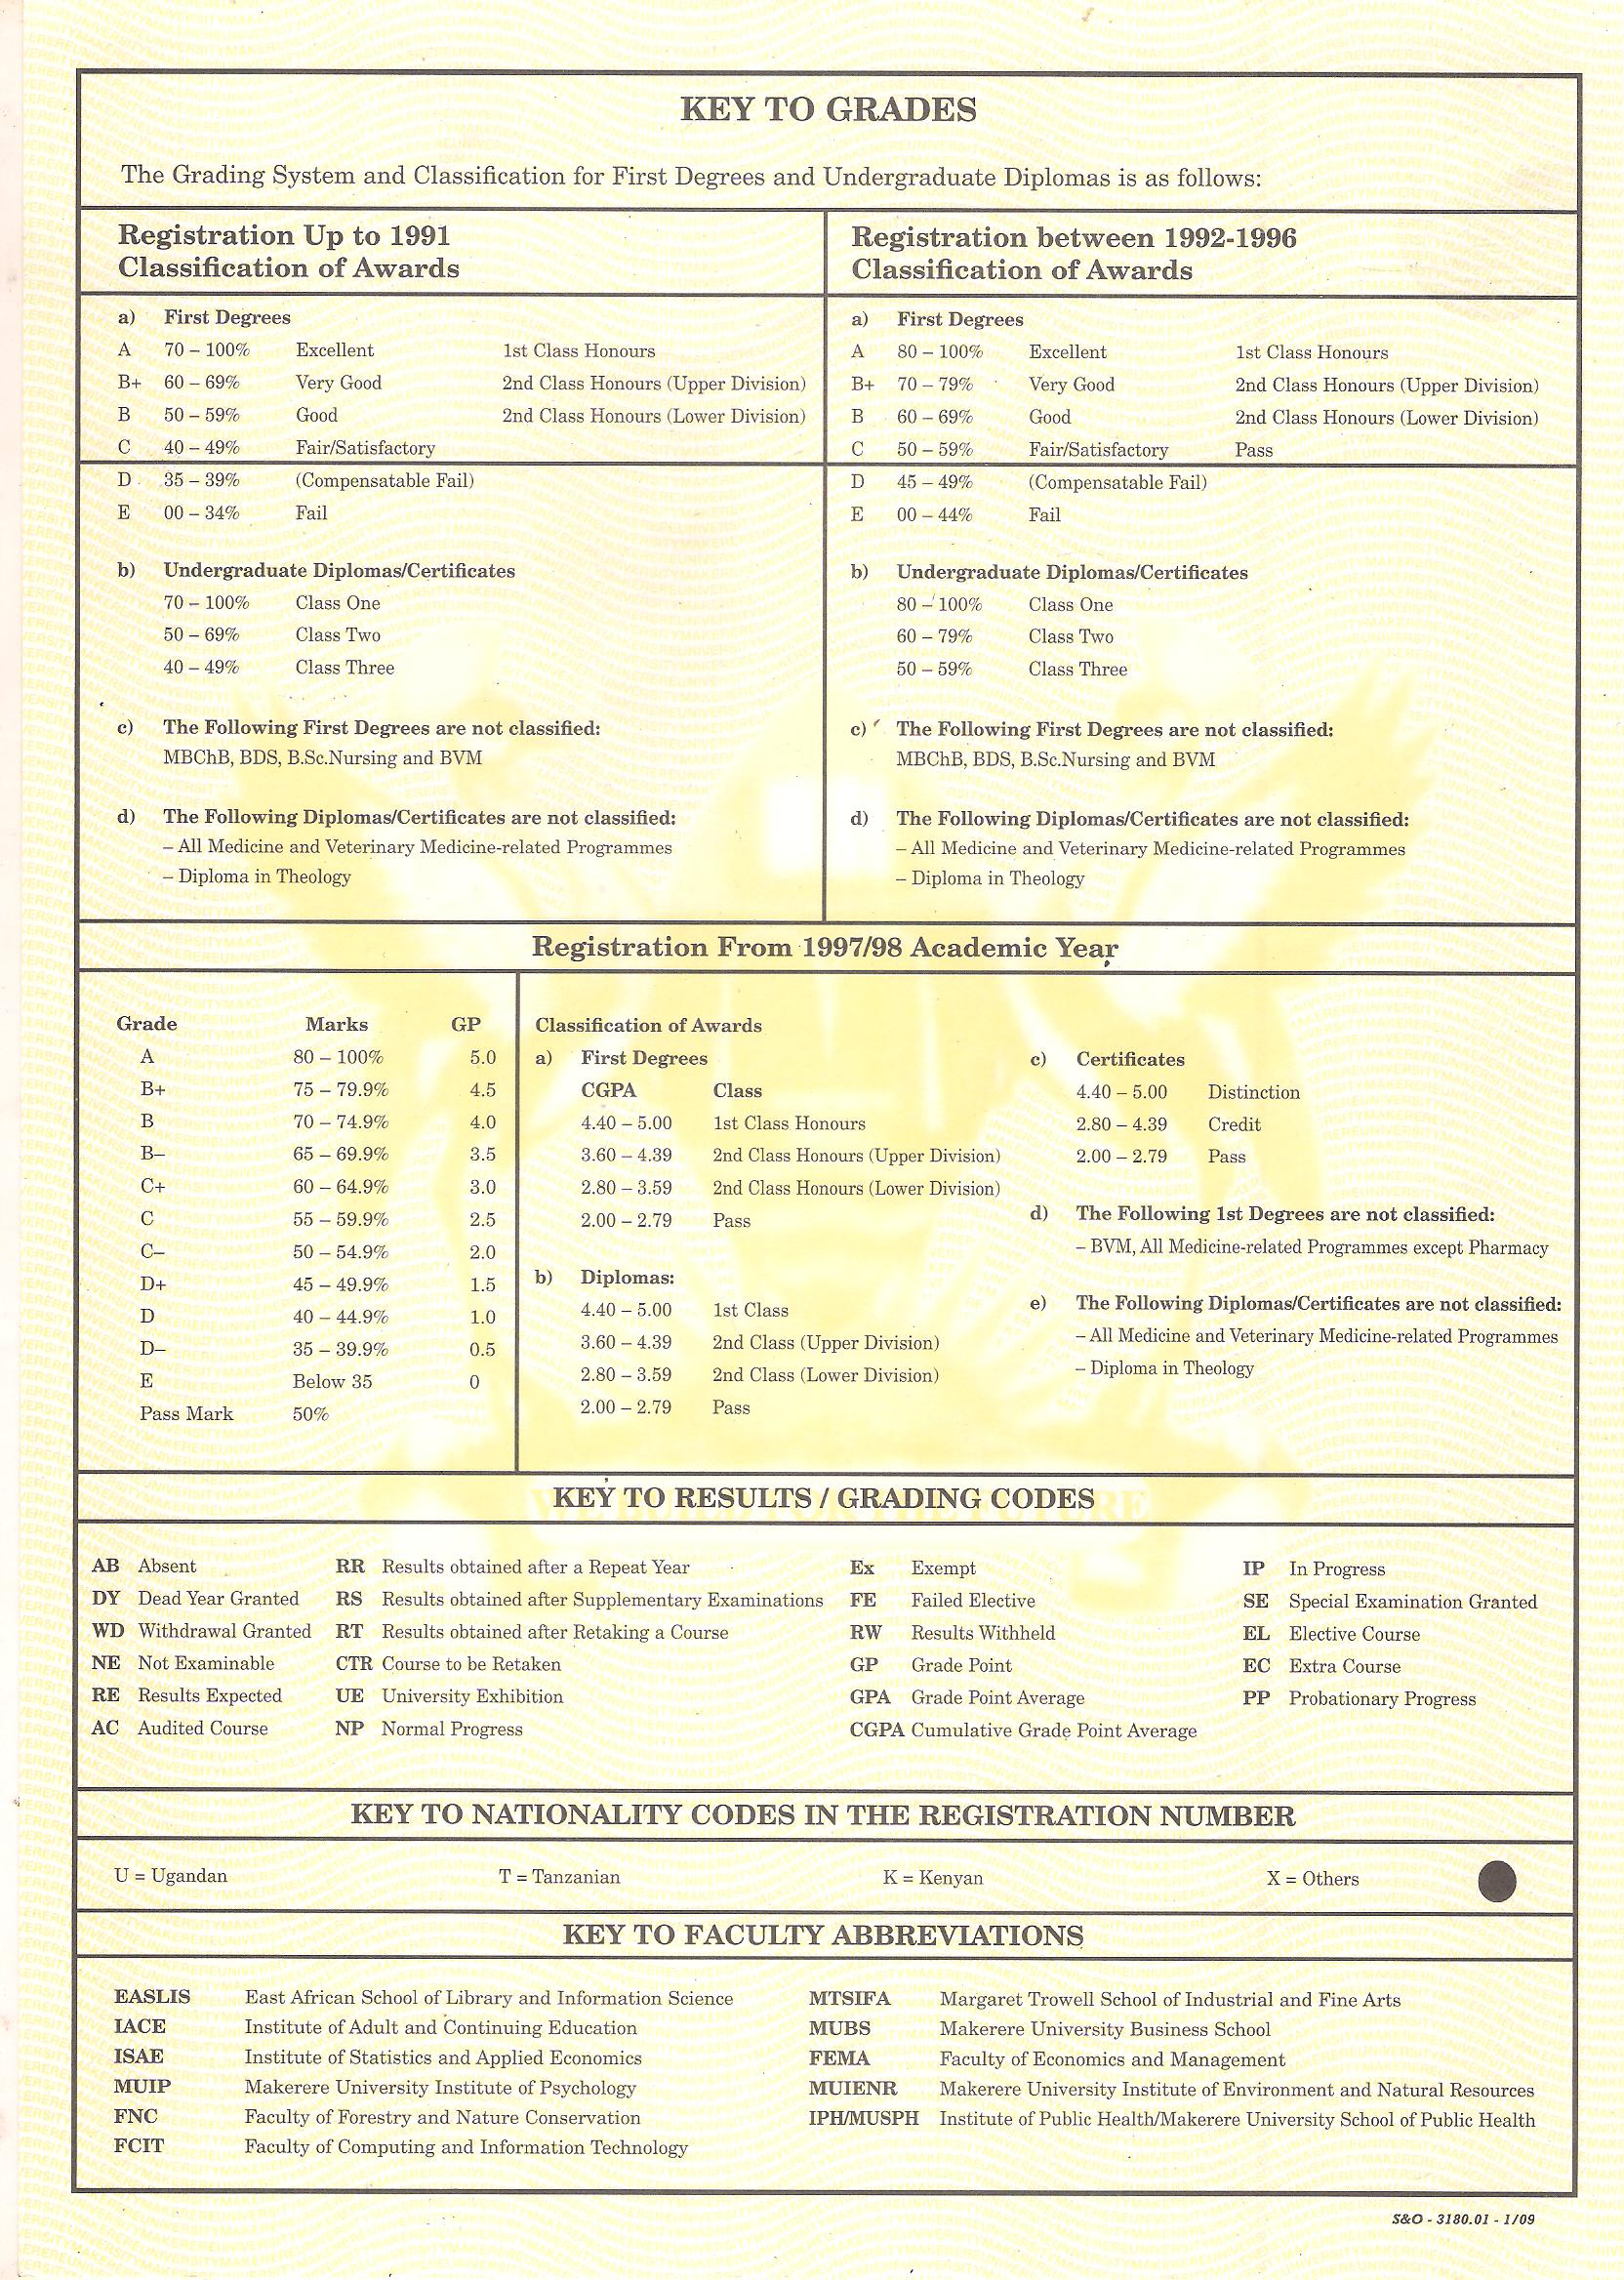 KEY TO GRADES
The Grading System and Classification for First Degrees and Undergraduate Diplomas is as follows:
Registration Up to 1991
Classification of Awards
a) First Degrees
A 70 – 100% Excellent 1st Class Honours
B+ 60 – 69% Very Good 2nd Class Honours (Upper Division)
B 50 – 59% Good 2nd Class Honours (Lower Division)
C 40 – 49% Fair/Satisfactory
D 35 – 39% (Compensatable Fail)
E 00 – 34% Fail
b) Undergraduate Diplomas/Certificates
70 – 100% Class One
50 – 69% Class Two
40 – 49% Class Three
c) The Following First Degrees are not classified:
MBChB, BDS, B.Sc.Nursing and BVM
d) The Following Diplomas/Certificates are not classified:
– All Medicine and Veterinary Medicine-related Programmes
– Diploma in Theology
Registration between 1992-1996
Classification of Awards
a) First Degrees
A 80 – 100% Excellent 1st Class Honours
B+ 70 – 79% Very Good 2nd Class Honours (Upper Division)
B 60 – 69% Good 2nd Class Honours (Lower Division)
C 50 – 59% Fair/Satisfactory Pass
D 45 – 49% (Compensatable Fail)
E 00 – 44% Fail
b) Undergraduate Diplomas/Certificates
80 – 100% Class One
60 – 79% Class Two
50 – 59% Class Three
c) The Following First Degrees are not classified:
MBChB, BDS, B.Sc.Nursing and BVM
d) The Following Diplomas/Certificates are not classified:
– All Medicine and Veterinary Medicine-related Programmes
– Diploma in Theology
Registration From 1997/98 Academic Year
Grade Marks GP
A 80 – 100% 5.0
B+ 75 – 79.9% 4.5
B 70 – 74.9% 4.0
B– 65 – 69.9% 3.5
C+ 60 – 64.9% 3.0
C 55 – 59.9% 2.5
C– 50 – 54.9% 2.0
D+ 45 – 49.9% 1.5
D 40 – 44.9% 1.0
D– 35 – 39.9% 0.5
E Below 35 0
Pass Mark 50%
Classification of Awards
a) First Degrees
CGPA Class
4.40 – 5.00 1st Class Honours
3.60 – 4.39 2nd Class Honours (Upper Division)
2.80 – 3.59 2nd Class Honours (Lower Division)
2.00 – 2.79 Pass
b) Diplomas:
4.40 – 5.00 1st Class
3.60 – 4.39 2nd Class (Upper Division)
2.80 – 3.59 2nd Class (Lower Division)
2.00 – 2.79 Pass
c) Certificates
4.40 – 5.00 Distinction
2.80 – 4.39 Credit
2.00 – 2.79 Pass
d) The Following 1st Degrees are not classified:
– BVM, All Medicine-related Programmes except Pharmacy
e) The Following Diplomas/Certificates are not classified:
– All Medicine and Veterinary Medicine-related Programmes
– Diploma in Theology
KEY TO RESULTS / GRADING CODES
AB Absent RR Results obtained after a Repeat Year Ex Exempt IP In Progress
DY Dead Year Granted RS Results obtained after Supplementary Examinations FE Failed Elective SE Special Examination Granted
WD Withdrawal Granted RT Results obtained after Retaking a Course RW Results Withheld EL Elective Course
NE Not Examinable CTR Course to be Retaken GP Grade Point EC Extra Course
RE Results Expected UE University Exhibition GPA Grade Point Average PP Probationary Progress
AC Audited Course NP Normal Progress CGPA Cumulative Grade Point Average
KEY TO NATIONALITY CODES IN THE REGISTRATION NUMBER
U = Ugandan T = Tanzanian K = Kenyan X = Others
KEY TO FACULTY ABBREVIATIONS
EASLIS East African School of Library and Information Science
IACE Institute of Adult and Continuing Education
ISAE Institute of Statistics and Applied Economics
MUIP Makerere University Institute of Psychology
FNC Faculty of Forestry and Nature Conservation
FCIT Faculty of Computing and Information Technology
MTSIFA Margaret Trowell School of Industrial and Fine Arts
MUBS Makerere University Business School
FEMA Faculty of Economics and Management
MUIENR Makerere University Institute of Environment and Natural Resources
IPH/MUSPH Institute of Public Health/Makerere University School of Public Health
S&O - 3180.01 - 1/09